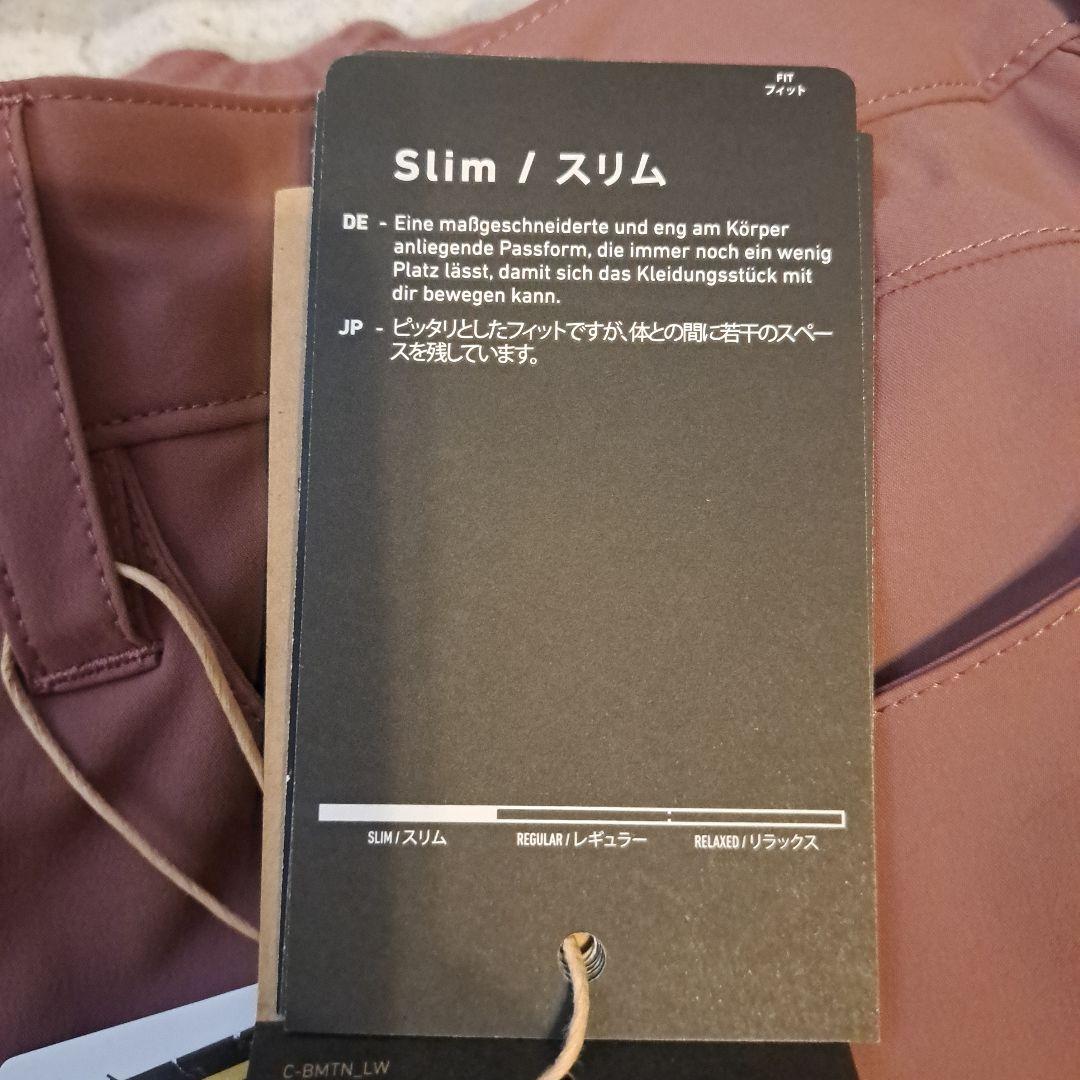 FIT
フィット
Slim / スリム
DE - Eine maßgeschneiderte und eng am Körper
anliegende Passform, die immer noch ein wenig
Platz lässt, damit sich das Kleidungsstück mit
dir bewegen kann.
JP - ピッタリとしたフィットですが、体との間に若干のスペー
スを残しています。
SLIM / スリム
REGULAR / レギュラー
RELAXED / リラックス
C-BMTN_LW